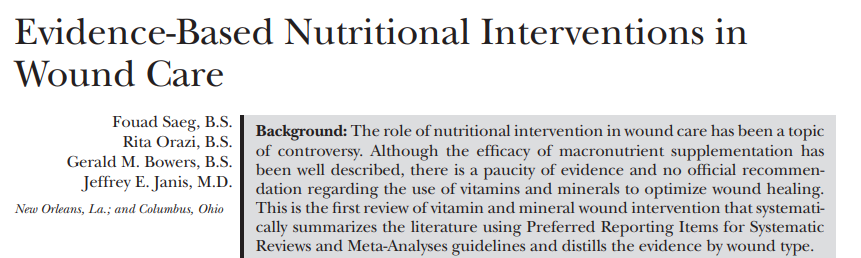 Evidence-Based Nutritional Interventions in
Wound Care
Fouad Saeg, B.S.
Rita Orazi, B.S.
Gerald M. Bowers, B.S.
Jeffrey E. Janis, M.D.
New Orleans, La.; and Columbus, Ohio
Background: The role of nutritional intervention in wound care has been a topic
of controversy. Although the efficacy of macronutrient supplementation has
been well described, there is a paucity of evidence and no official recommen-
dation regarding the use of vitamins and minerals to optimize wound healing.
This is the first review of vitamin and mineral wound intervention that systemati-
cally summarizes the literature using Preferred Reporting Items for Systematic
Reviews and Meta-Analyses guidelines and distills the evidence by wound type.